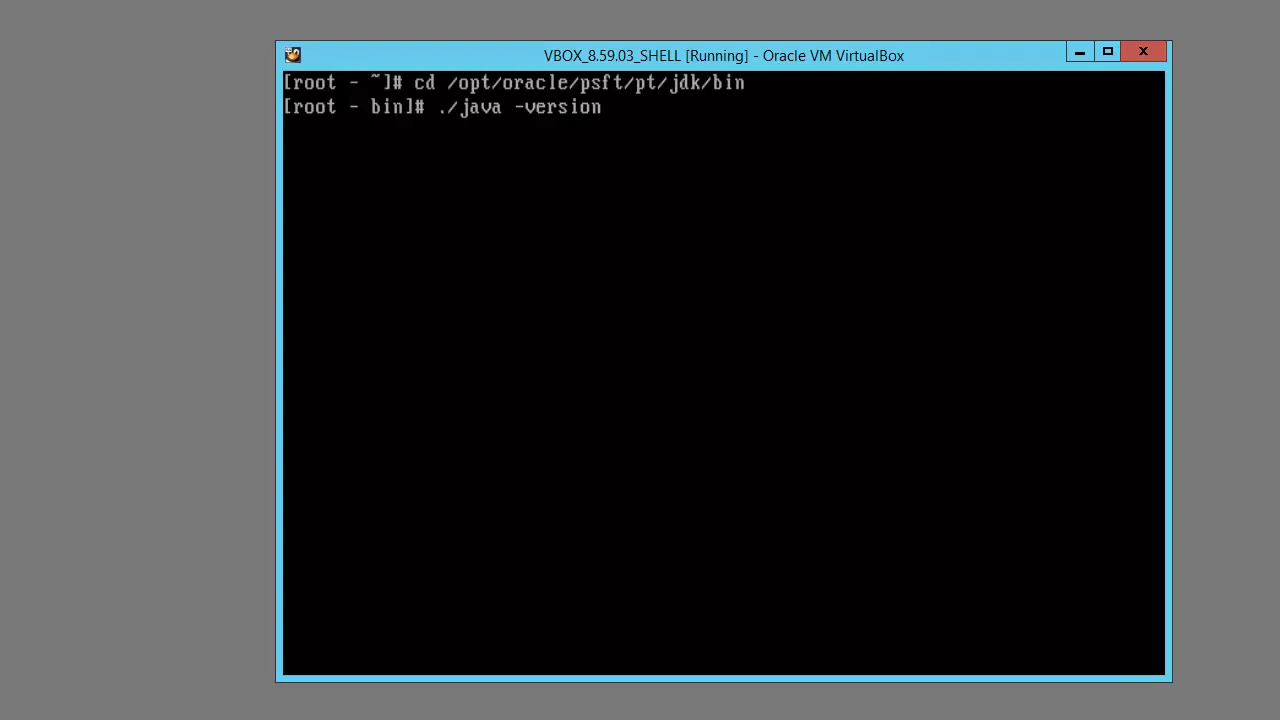 VBOX_8.59.03_SHELL [Running] - Oracle VM VirtualBox
[root - ~]# cd /opt/oracle/psft/pt/jdk/bin
[root - bin]# ./java -version